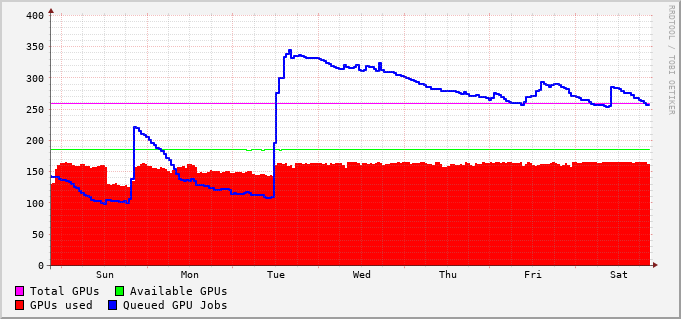 400
350
300
250
200
150
100
50
0
Sun Mon Tue Wed Thu Fri Sat
Total GPUs Available GPUs
GPUs used Queued GPU Jobs
RRDTOOL / TOBI OETIKER